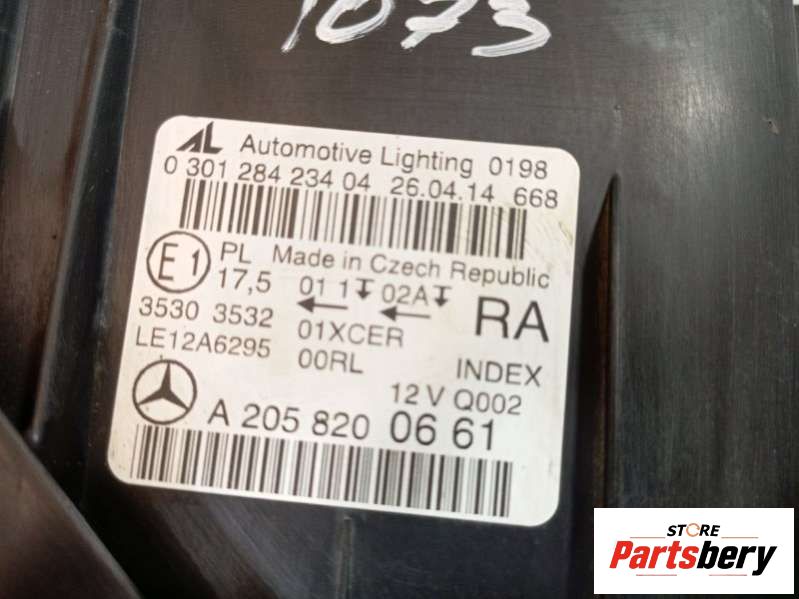 1073
AL Automotive Lighting 0198
0 301 284 234 04 26.04.14 668
E1 PL Made in Czech Republic
17,5 01 1 02A
3530 3532 RA
01XCER
LE12A6295 00RL INDEX
12 V Q002
A 205 820 06 61
STORE
Partsbery